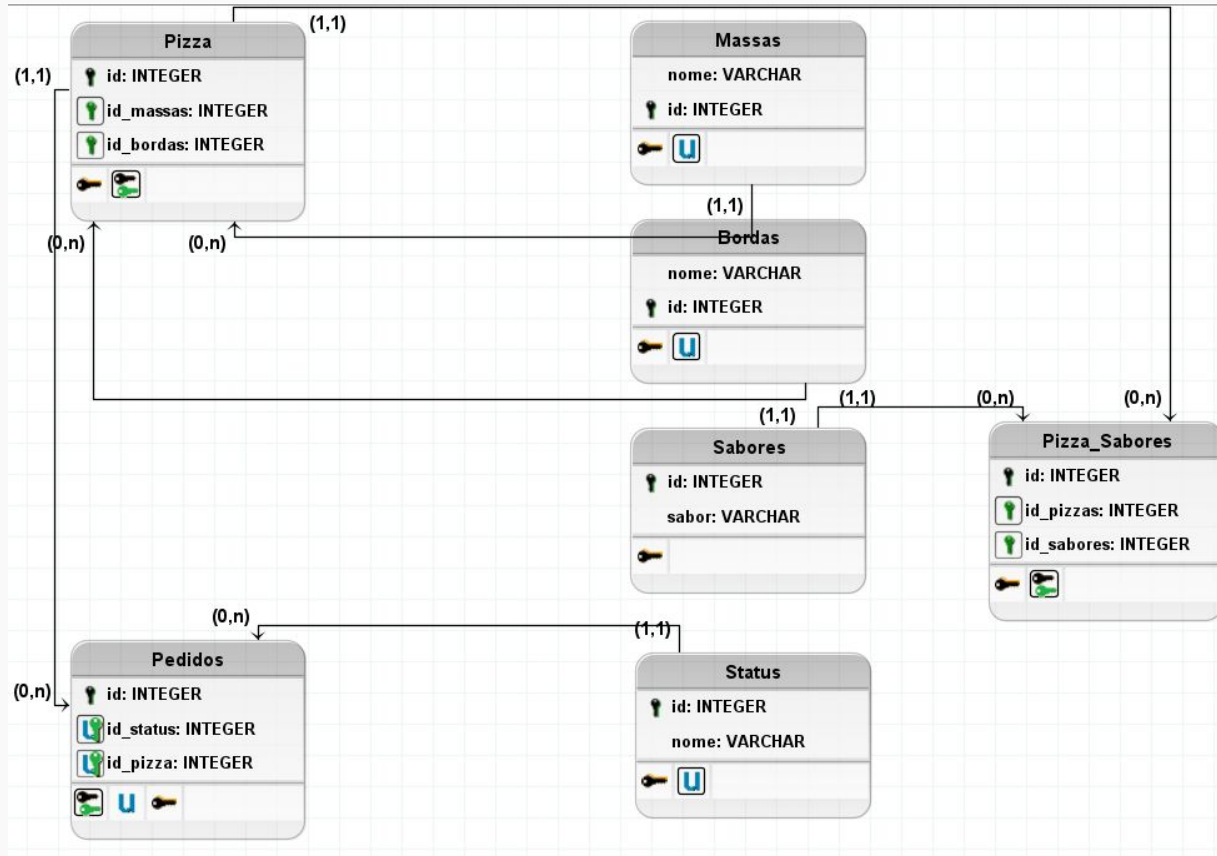 (1,1)
Pizza
(1,1)
id: INTEGER
id_massas: INTEGER
id_bordas: INTEGER
(0,n)
(0,n)
Massas
nome: VARCHAR
id: INTEGER
U
(1,1)
Bordas
nome: VARCHAR
id: INTEGER
U
(1,1)
(1,1)
(0,n)
(0,n)
Sabores
id: INTEGER
sabor: VARCHAR
Pizza_Sabores
id: INTEGER
id_pizzas: INTEGER
id_sabores: INTEGER
(0,n)
(1,1)
Pedidos
(0,n)
id: INTEGER
U
id_status: INTEGER
U
id_pizza: INTEGER
U
Status
id: INTEGER
nome: VARCHAR
U